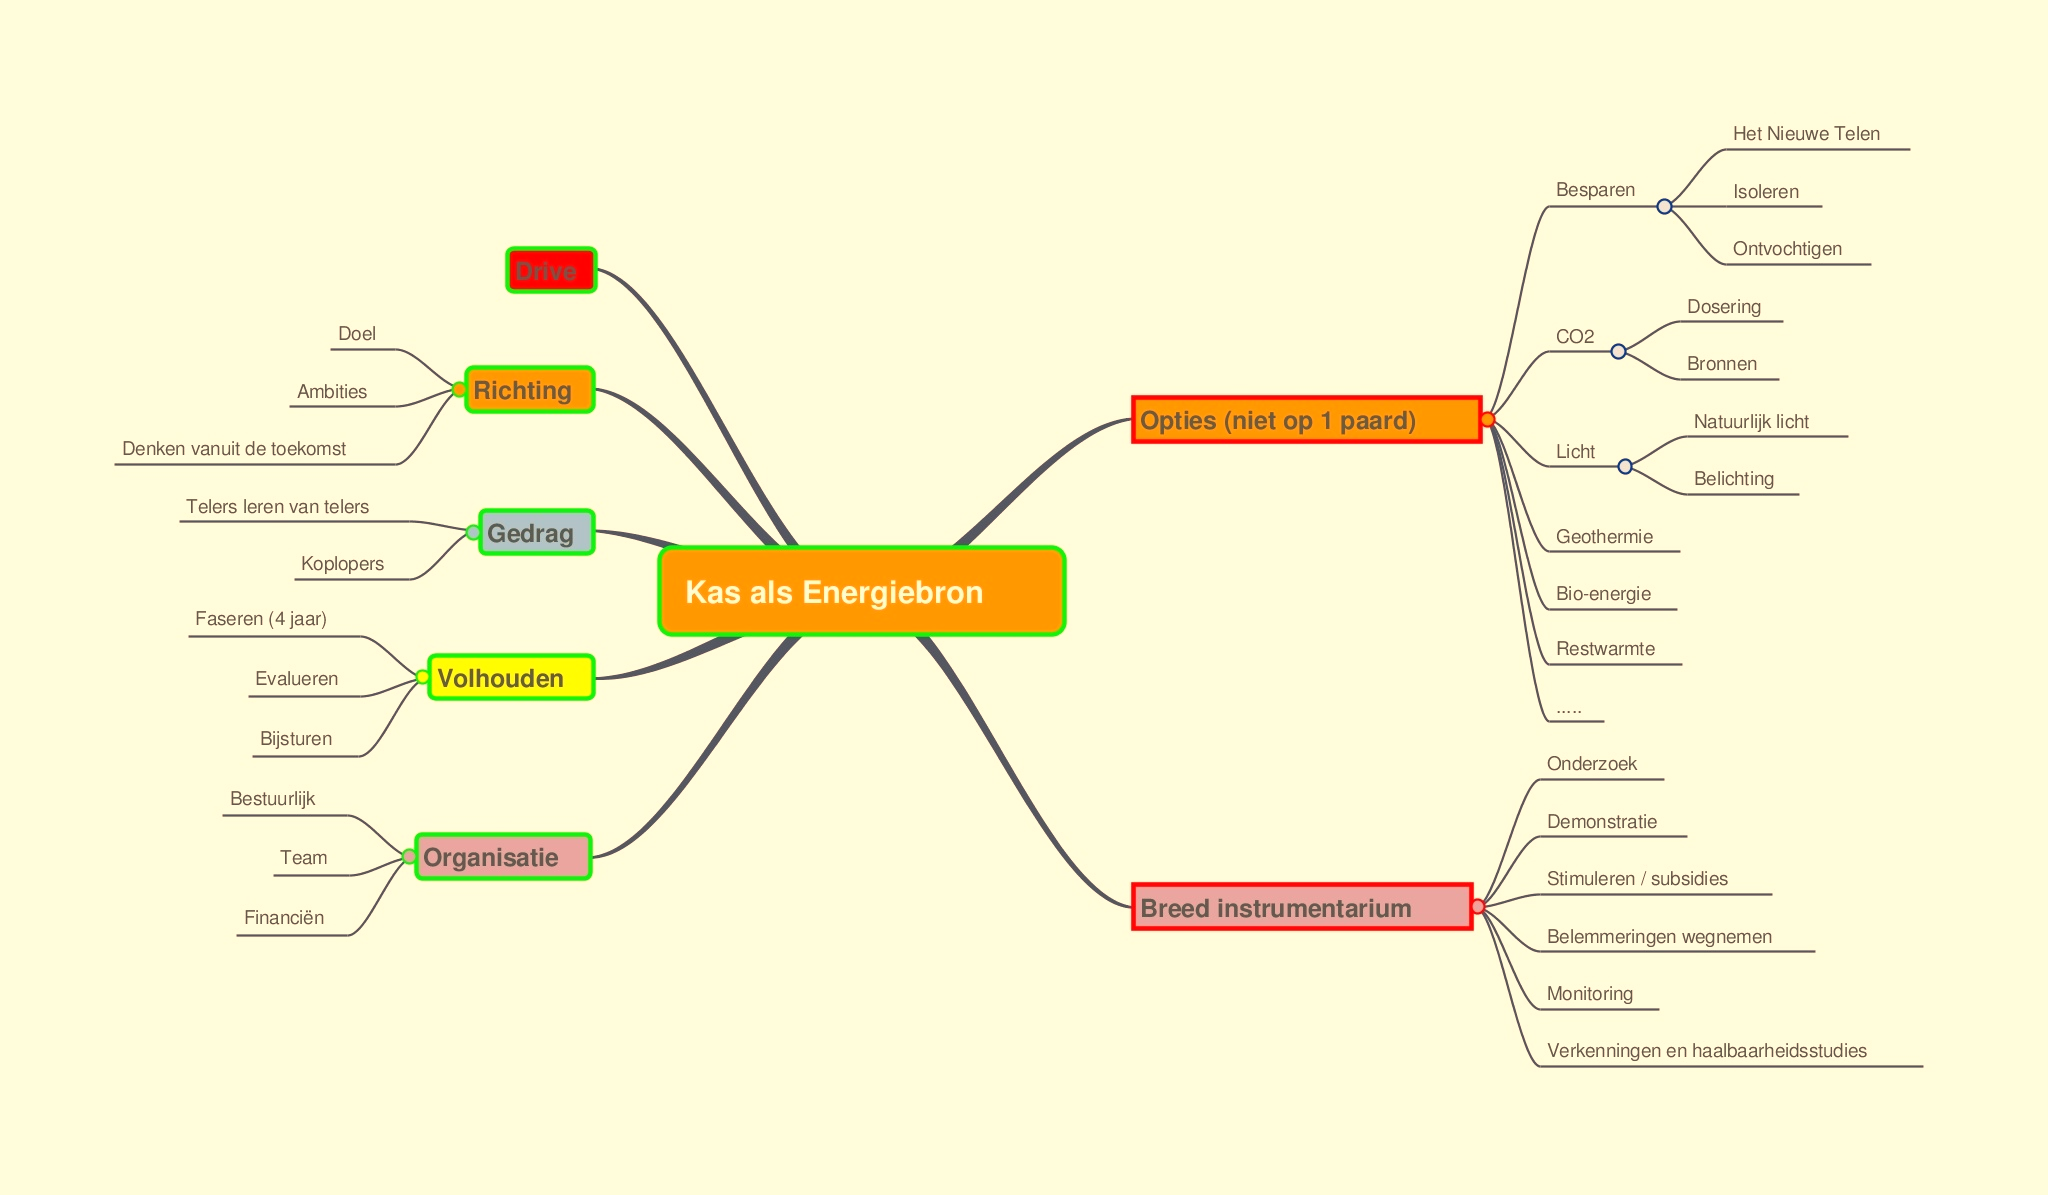 Kas als Energiebron
Drive
Richting
Doel
Ambities
Denken vanuit de toekomst
Gedrag
Telers leren van telers
Koplopers
Volhouden
Faseren (4 jaar)
Evalueren
Bijsturen
Organisatie
Bestuurlijk
Team
Financiën
Opties (niet op 1 paard)
Besparen
Het Nieuwe Telen
Isoleren
Ontvochtigen
CO2
Dosering
Bronnen
Licht
Natuurlijk licht
Belichting
Geothermie
Bio-energie
Restwarmte
.....
Breed instrumentarium
Onderzoek
Demonstratie
Stimuleren / subsidies
Belemmeringen wegnemen
Monitoring
Verkenningen en haalbaarheidsstudies